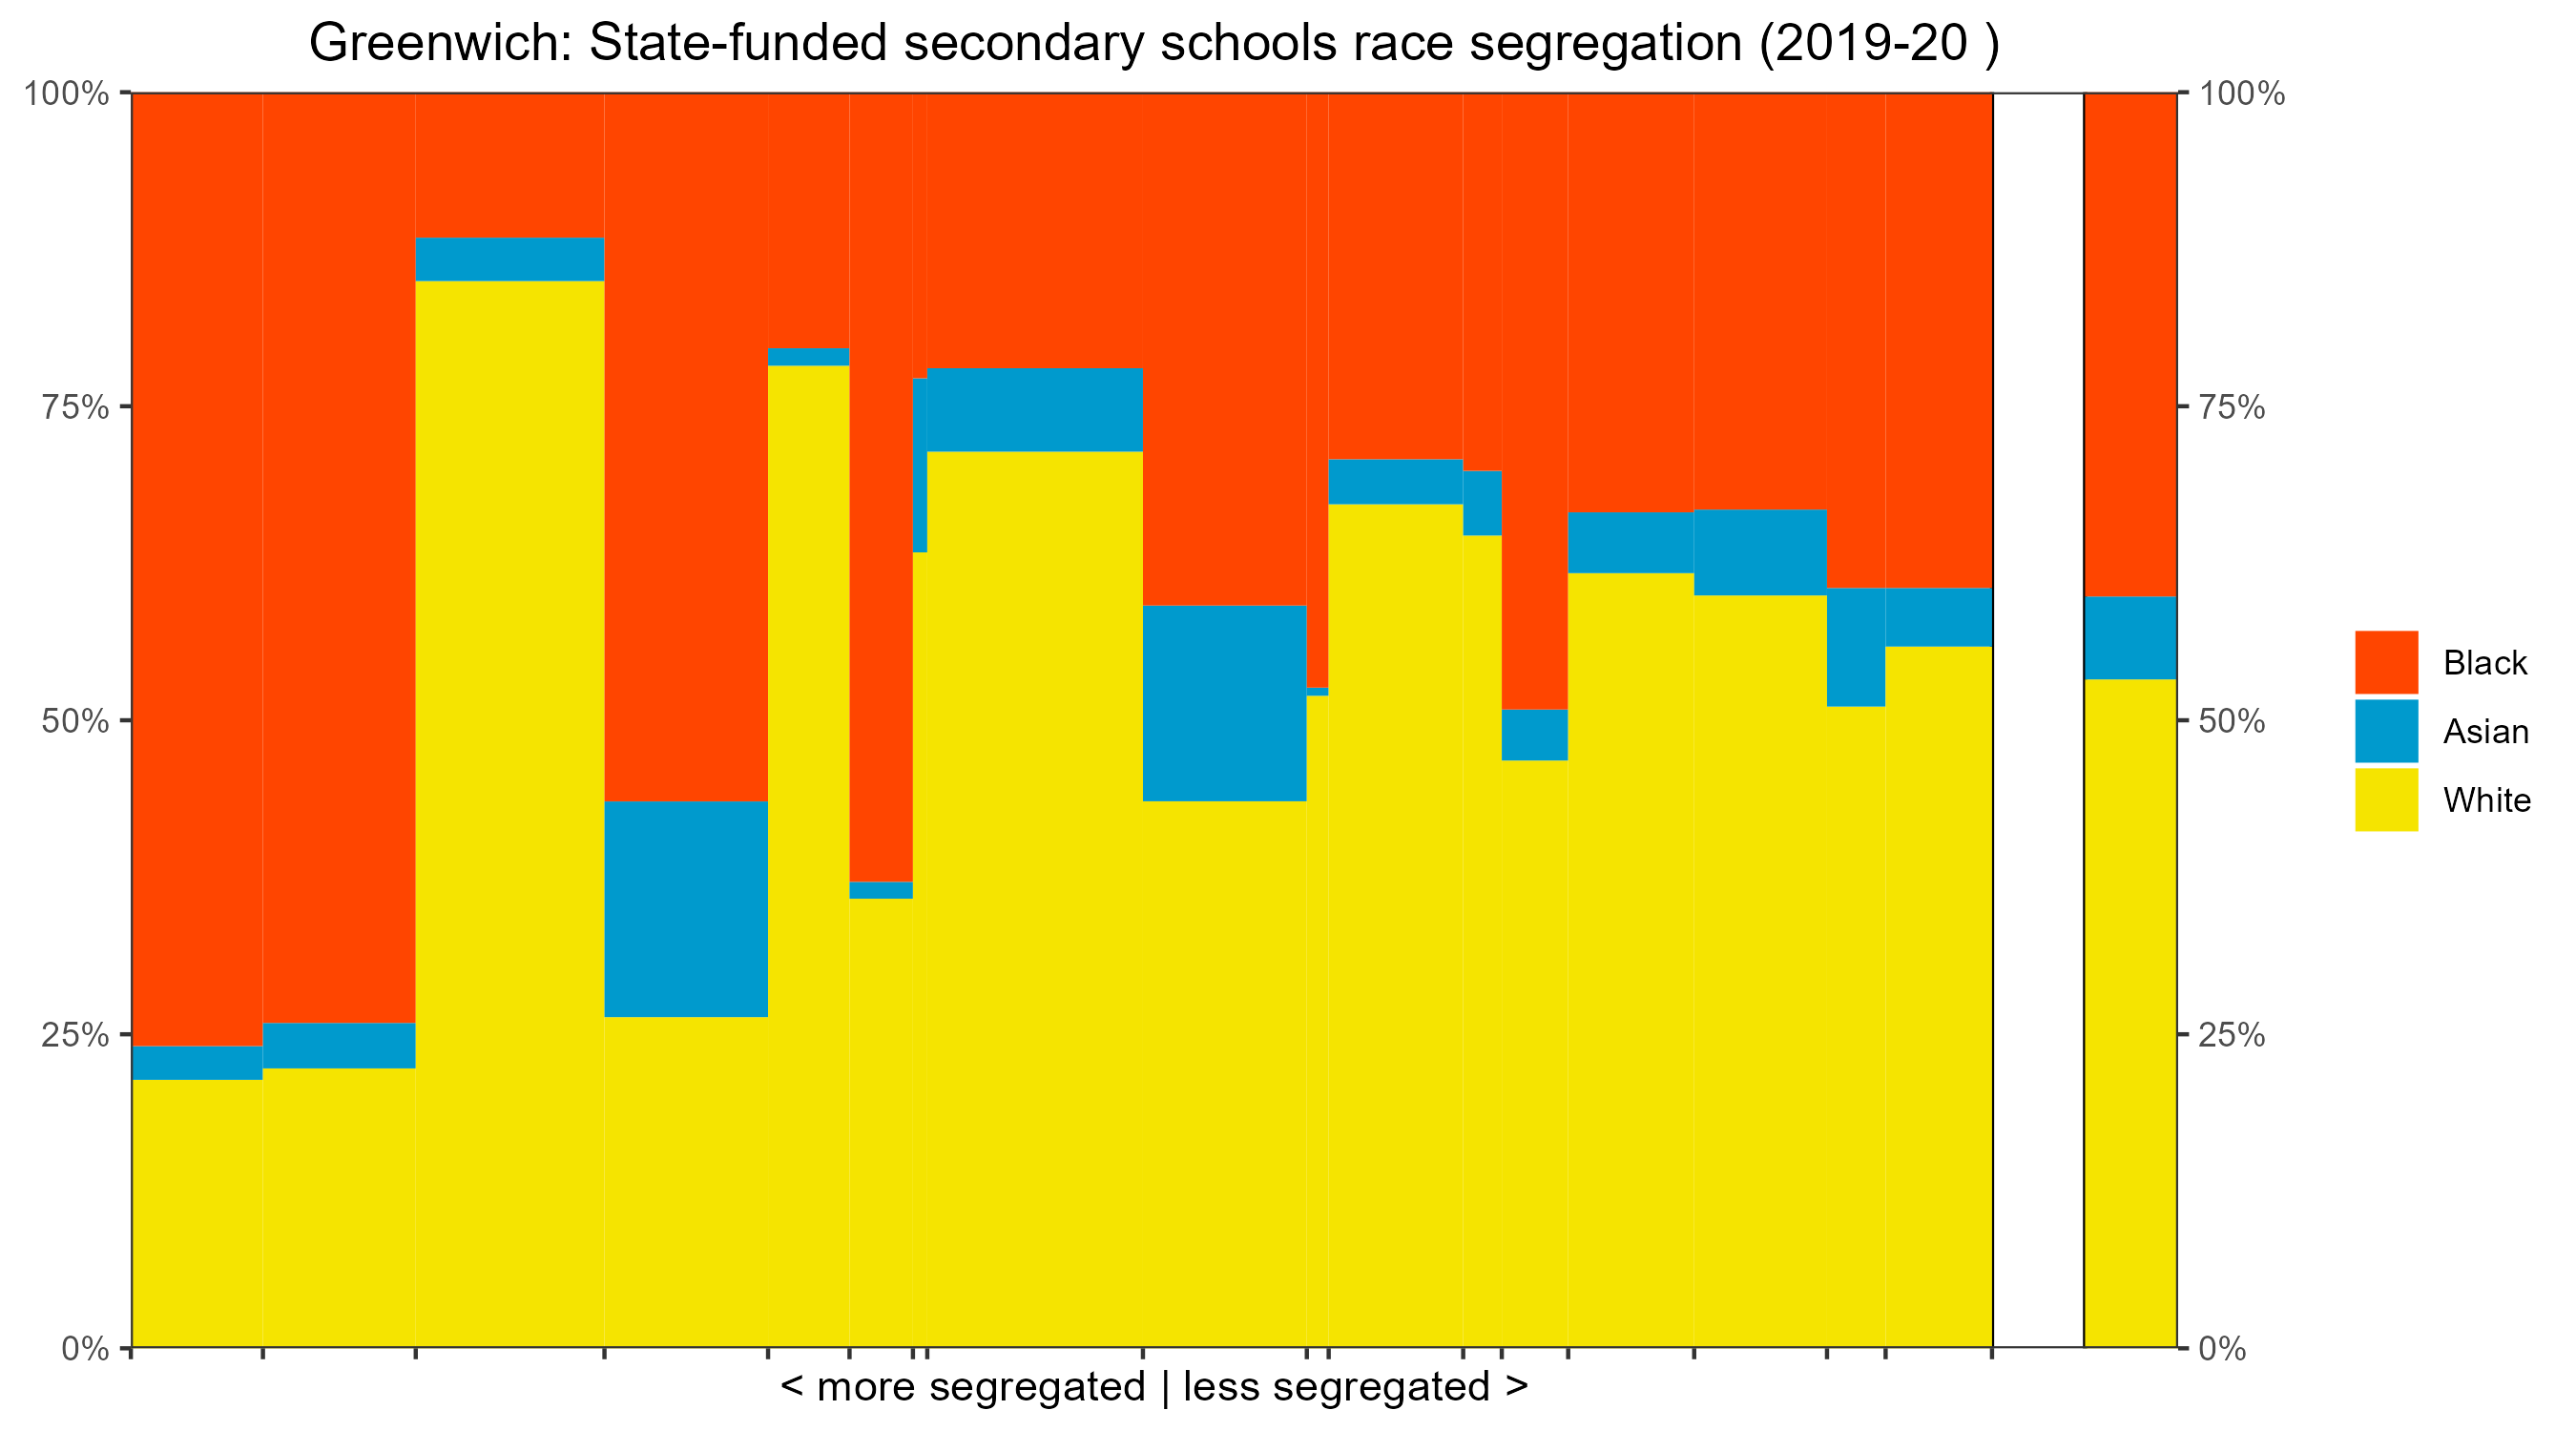 Greenwich: State-funded secondary schools race segregation (2019-20 )
100%
75%
50%
25%
0%
100%
75%
50%
25%
0%
Black
Asian
White
< more segregated | less segregated >